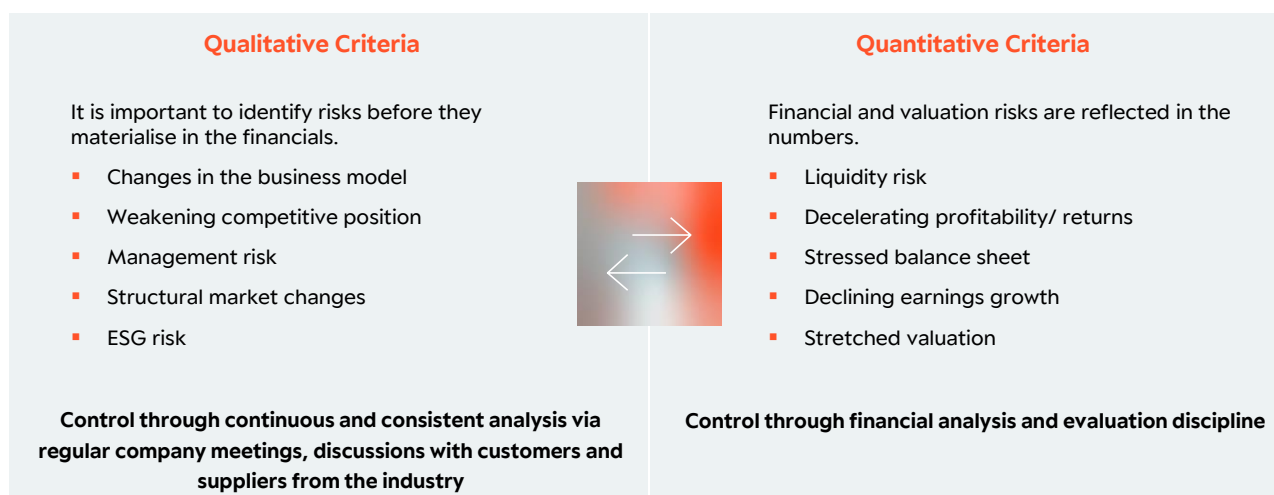 Qualitative Criteria
It is important to identify risks before they
materialise in the financials.
▪ Changes in the business model
▪ Weakening competitive position
▪ Management risk
▪ Structural market changes
▪ ESG risk
Control through continuous and consistent analysis via
regular company meetings, discussions with customers and
suppliers from the industry
Quantitative Criteria
Financial and valuation risks are reflected in the
numbers.
▪ Liquidity risk
▪ Decelerating profitability/ returns
▪ Stressed balance sheet
▪ Declining earnings growth
▪ Stretched valuation
Control through financial analysis and evaluation discipline